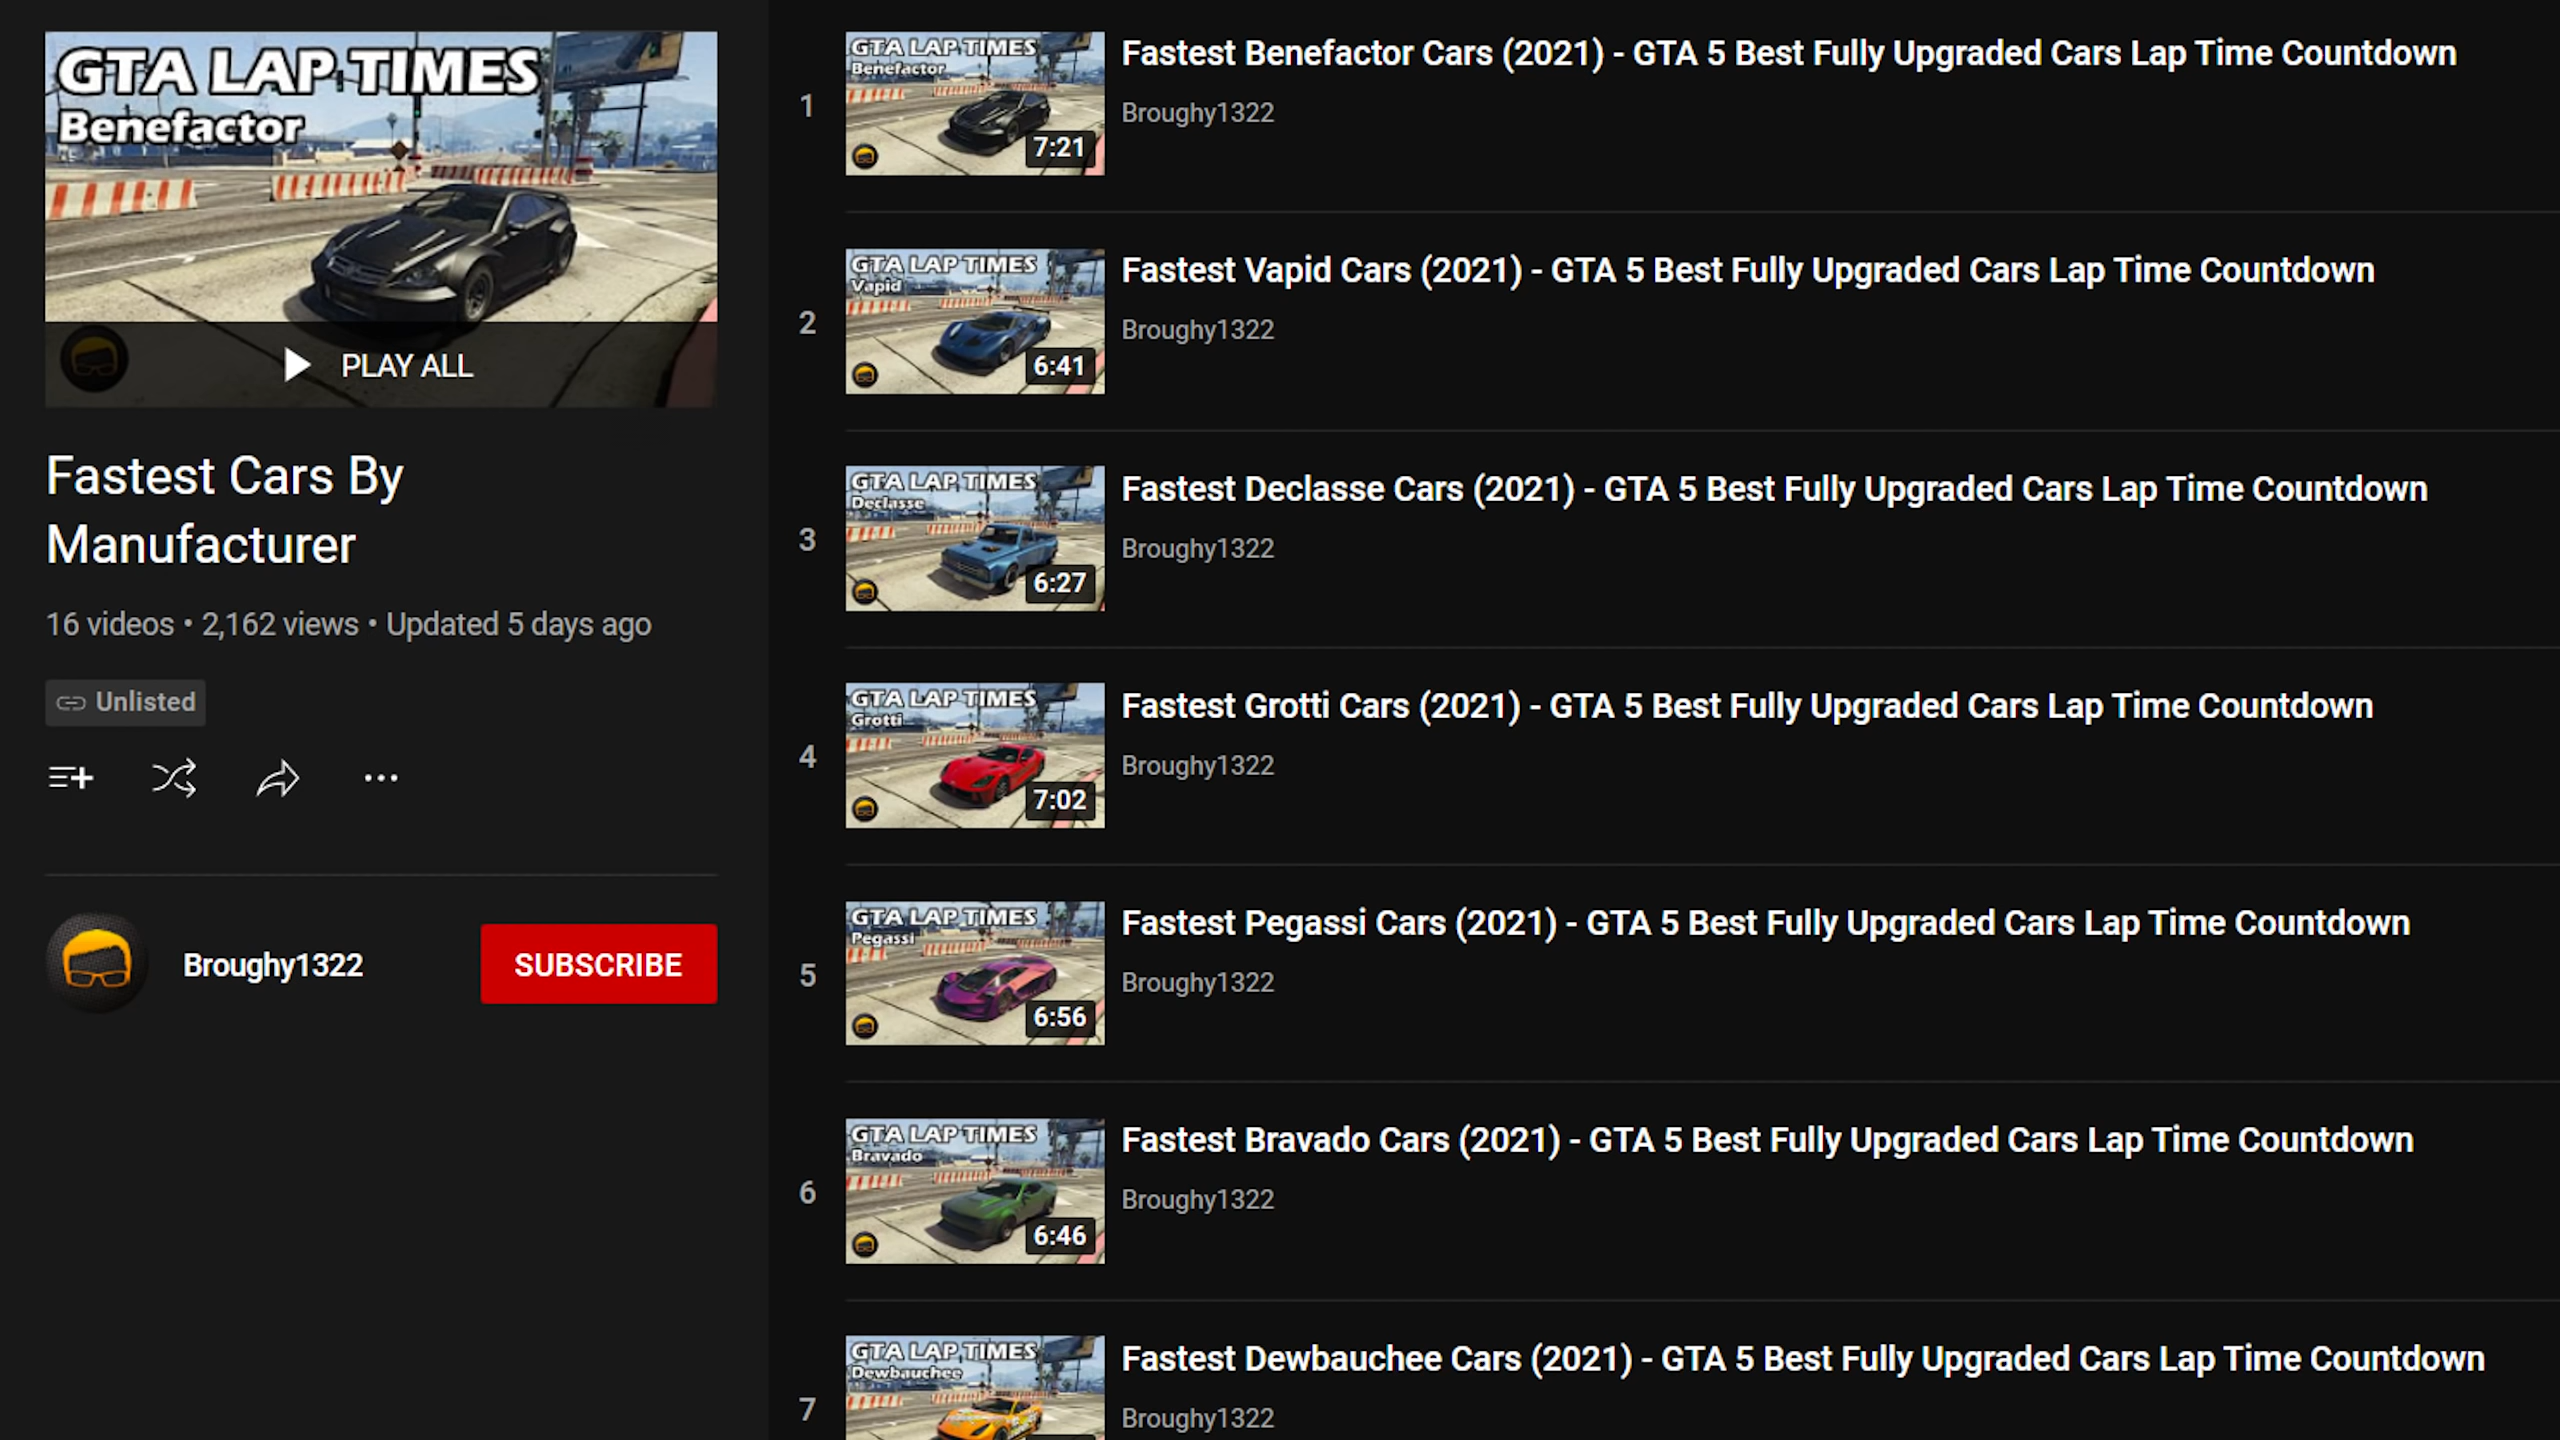 GTA LAP TIMES
Benefactor
PLAY ALL
Fastest Cars By
Manufacturer
16 videos • 2,162 views • Updated 5 days ago
Unlisted
Broughy1322
SUBSCRIBE
1
GTA LAP TIMES
Benefactor
7:21
Fastest Benefactor Cars (2021) - GTA 5 Best Fully Upgraded Cars Lap Time Countdown
Broughy1322
2
GTA LAP TIMES
Vapid
6:41
Fastest Vapid Cars (2021) - GTA 5 Best Fully Upgraded Cars Lap Time Countdown
Broughy1322
3
GTA LAP TIMES
Declasse
6:27
Fastest Declasse Cars (2021) - GTA 5 Best Fully Upgraded Cars Lap Time Countdown
Broughy1322
4
GTA LAP TIMES
Grotti
7:02
Fastest Grotti Cars (2021) - GTA 5 Best Fully Upgraded Cars Lap Time Countdown
Broughy1322
5
GTA LAP TIMES
Pegassi
6:56
Fastest Pegassi Cars (2021) - GTA 5 Best Fully Upgraded Cars Lap Time Countdown
Broughy1322
6
GTA LAP TIMES
Bravado
6:46
Fastest Bravado Cars (2021) - GTA 5 Best Fully Upgraded Cars Lap Time Countdown
Broughy1322
7
GTA LAP TIMES
Dewbauchee
Fastest Dewbauchee Cars (2021) - GTA 5 Best Fully Upgraded Cars Lap Time Countdown
Broughy1322